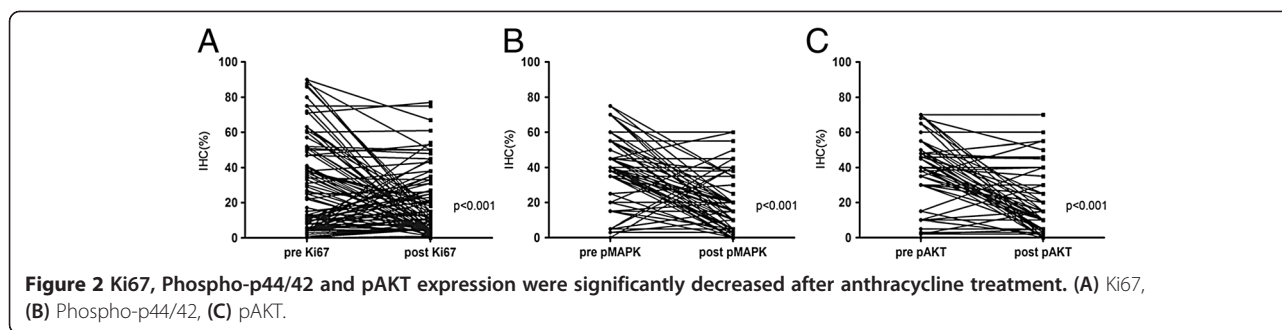 A
B
C
100
80
60
40
20
0
IHC(%)
p<0.001
pre Ki67 post Ki67
100
80
60
40
20
0
IHC(%)
p<0.001
pre pMAPK post pMAPK
100
80
60
40
20
0
IHC(%)
p<0.001
pre pAKT post pAKT
Figure 2 Ki67, Phospho-p44/42 and pAKT expression were significantly decreased after anthracycline treatment. (A) Ki67,
(B) Phospho-p44/42, (C) pAKT.